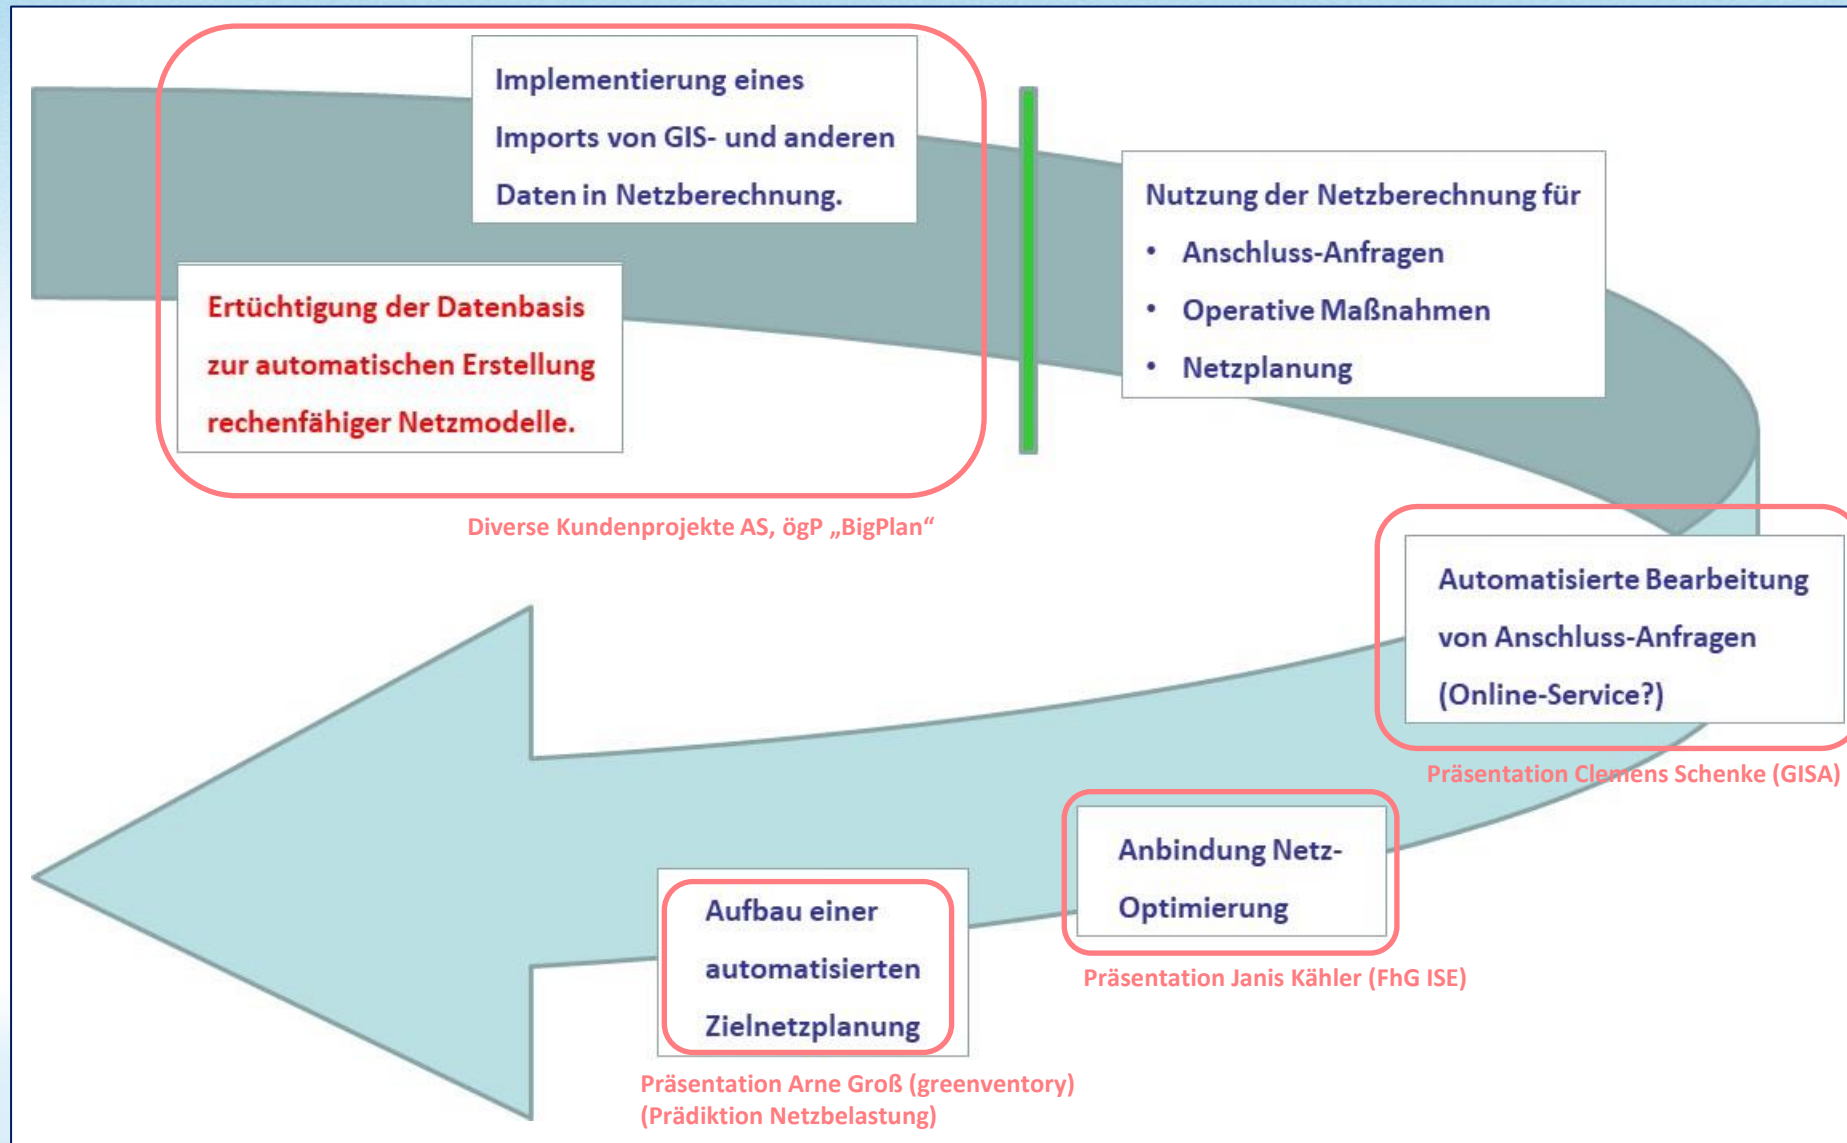 Implementierung eines
Imports von GIS- und anderen
Daten in Netzberechnung.
Ertüchtigung der Datenbasis
zur automatischen Erstellung
rechenfähiger Netzmodelle.
Diverse Kundenprojekte AS, ögP „BigPlan“
Nutzung der Netzberechnung für
• Anschluss-Anfragen
• Operative Maßnahmen
• Netzplanung
Automatisierte Bearbeitung
von Anschluss-Anfragen
(Online-Service?)
Präsentation Clemens Schenke (GISA)
Anbindung Netz-
Optimierung
Präsentation Janis Kähler (FhG ISE)
Aufbau einer
automatisierten
Zielnetzplanung
Präsentation Arne Groß (greenventory)
(Prädiktion Netzbelastung)